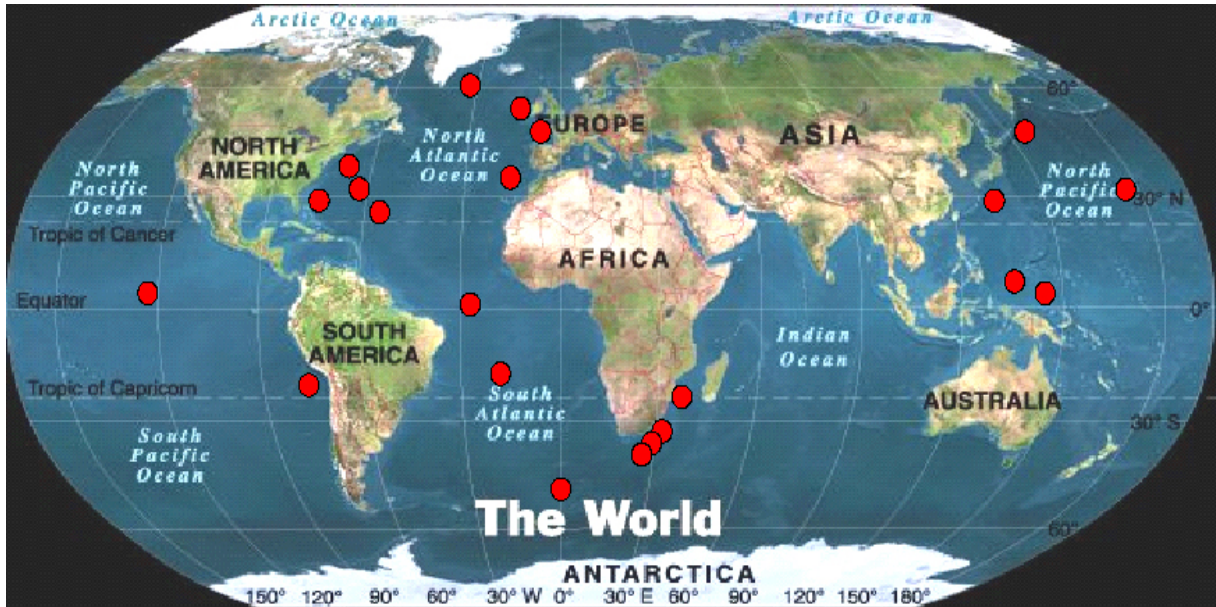 Arctic Ocean
Arctic Ocean
60°
EUROPE
ASIA
NORTH
AMERICA
North
Atlantic
Ocean
North
Pacific
Ocean
North
Pacific
Ocean
30° N
Tropic of Cancer
AFRICA
Equator
0°
SOUTH
AMERICA
Indian
Ocean
Tropic of Capricorn
South
Atlantic
Ocean
AUSTRALIA
30° S
South
Pacific
Ocean
The World
60°
ANTARCTICA
150° 120° 90° 60° 30° W 0° 30° E 60° 90° 120° 150° 180°